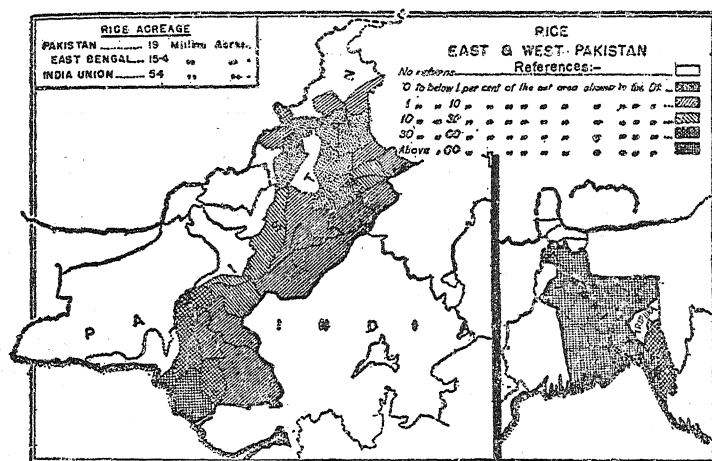 RICE ACREAGE
PAKISTAN 19 Million Acres.
EAST BENGAL 15·4 " "
INDIA UNION 54 " "
RICE
EAST & WEST PAKISTAN
References:-
No returns
0 to below 1 per cent of the net area allowed to the
1 " " 10 " " " " " " " "
10 " " 30 " " " " " " " "
30 " " 60 " " " " " " " "
Above " 60 " " " " " " " "
N
P A
I N D I A